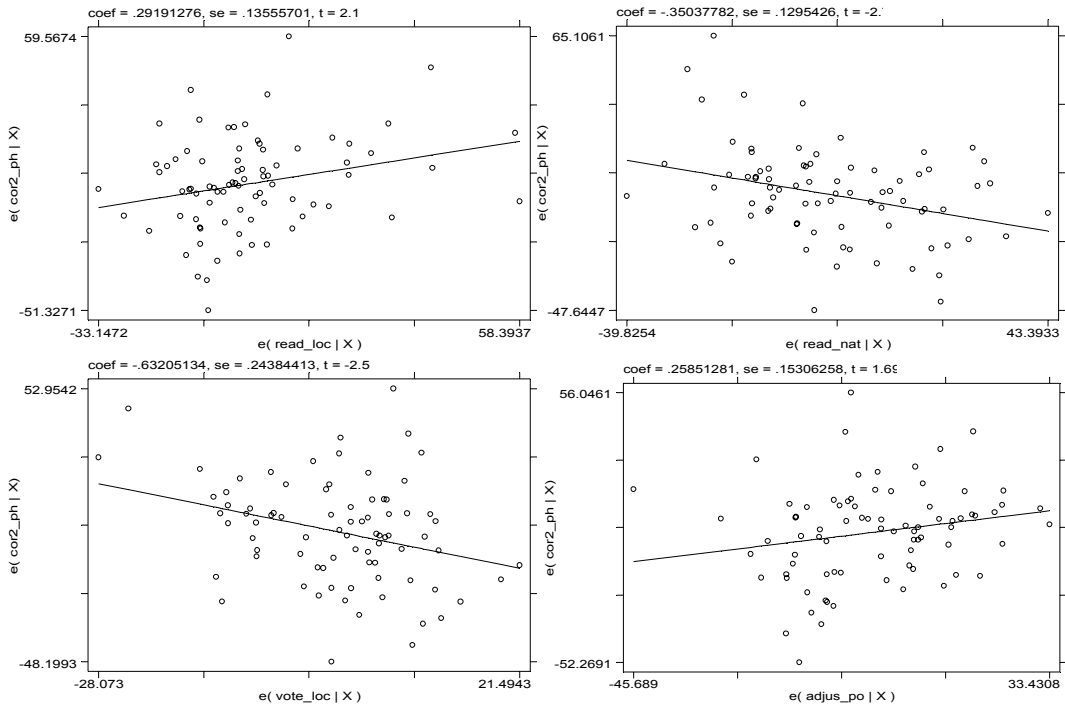 coef = .29191276, se = .13555701, t = 2.1
59.5674
e( cor2_ph | X)
-51.3271
-33.1472
58.3937
e( read_loc | X )
coef = -.35037782, se = .1295426, t = -2.
65.1061
e( cor2_ph | X)
-47.6447
-39.8254
43.3933
e( read_nat | X )
coef = -.63205134, se = .24384413, t = -2.5
52.9542
e( cor2_ph | X)
-48.1993
-28.073
21.4943
e( vote_loc | X )
coef = .25851281, se = .15306258, t = 1.69
56.0461
e( cor2_ph | X)
-52.2691
-45.689
33.4308
e( adjus_po | X )